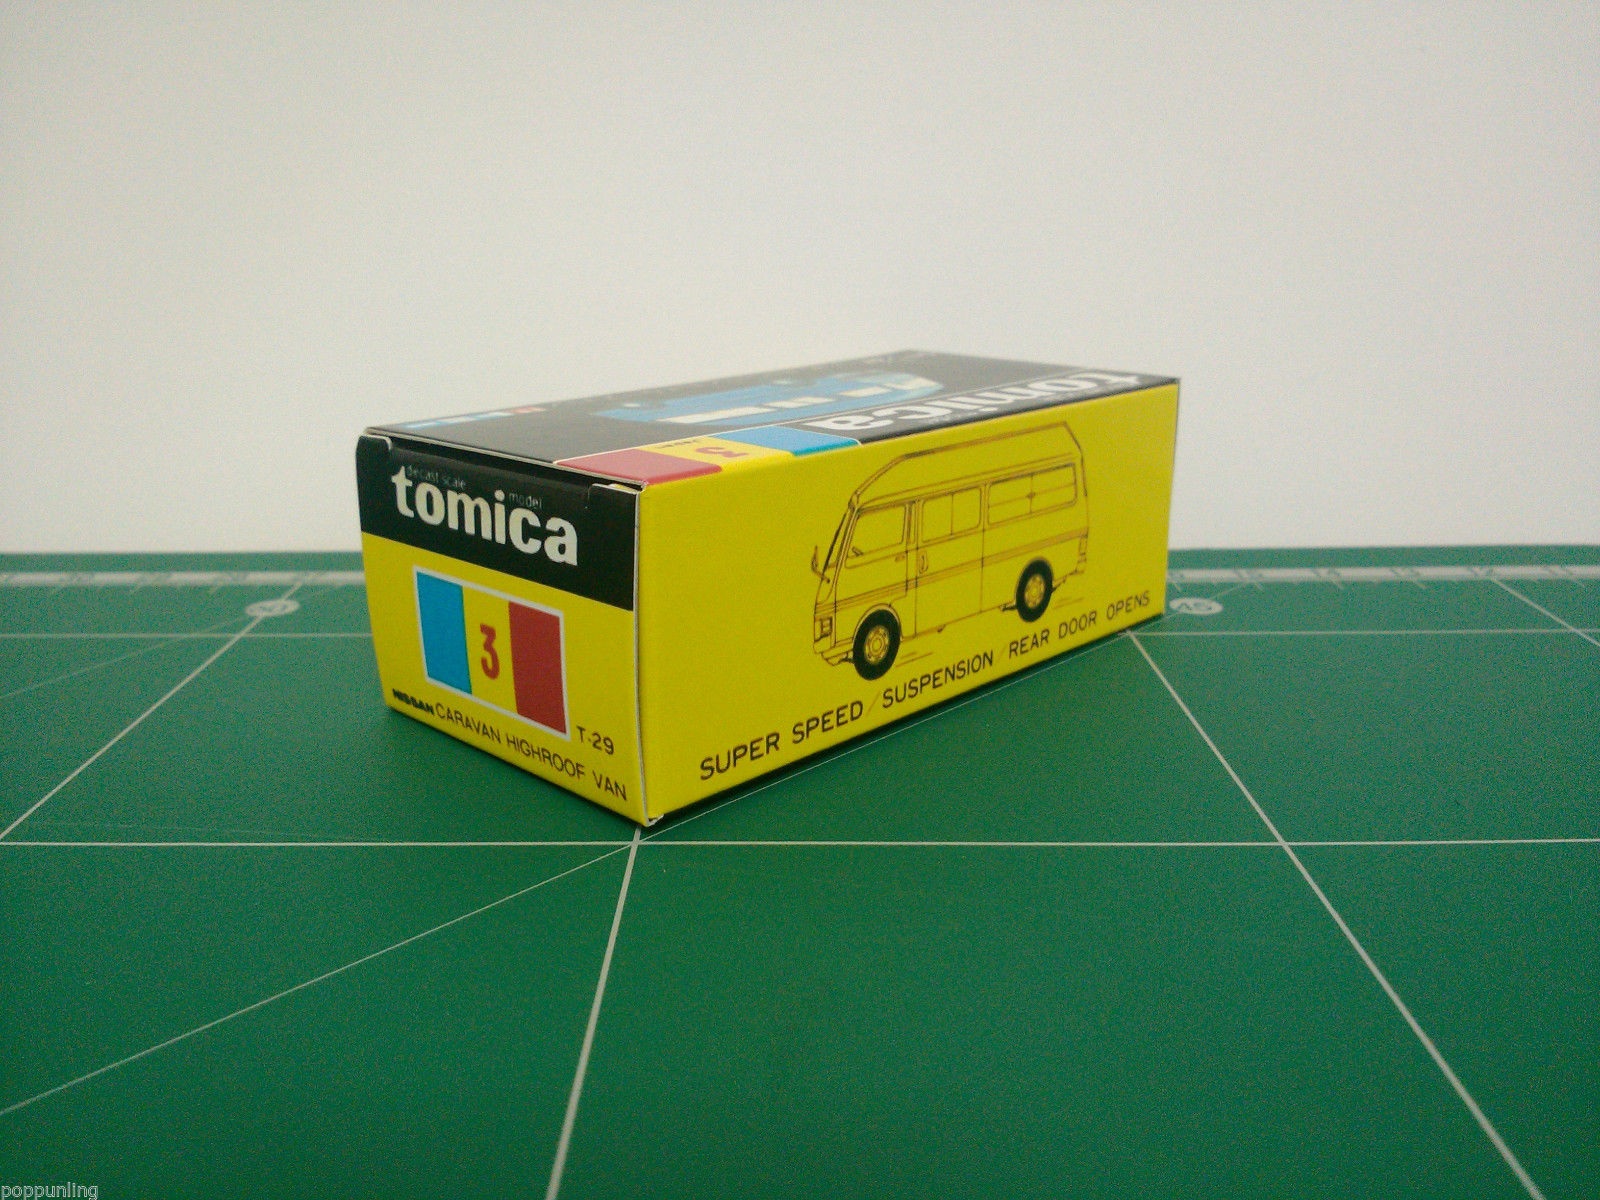 tomica
3
tomica
diecast scale
tomica
model
3
T-29
NISSAN CARAVAN HIGHROOF VAN
SUPER SPEED / SUSPENSION / REAR DOOR OPENS
poppunling